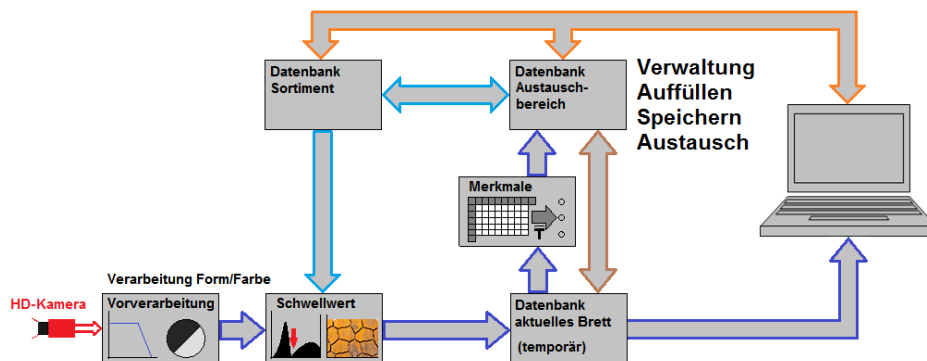 Datenbank
Sortiment
Datenbank
Austausch-
bereich
Verwaltung
Auffüllen
Speichern
Austausch
Merkmale
T
Verarbeitung Form/Farbe
HD-Kamera
Vorverarbeitung
Schwellwert
Datenbank
aktuelles Brett
(temporär)